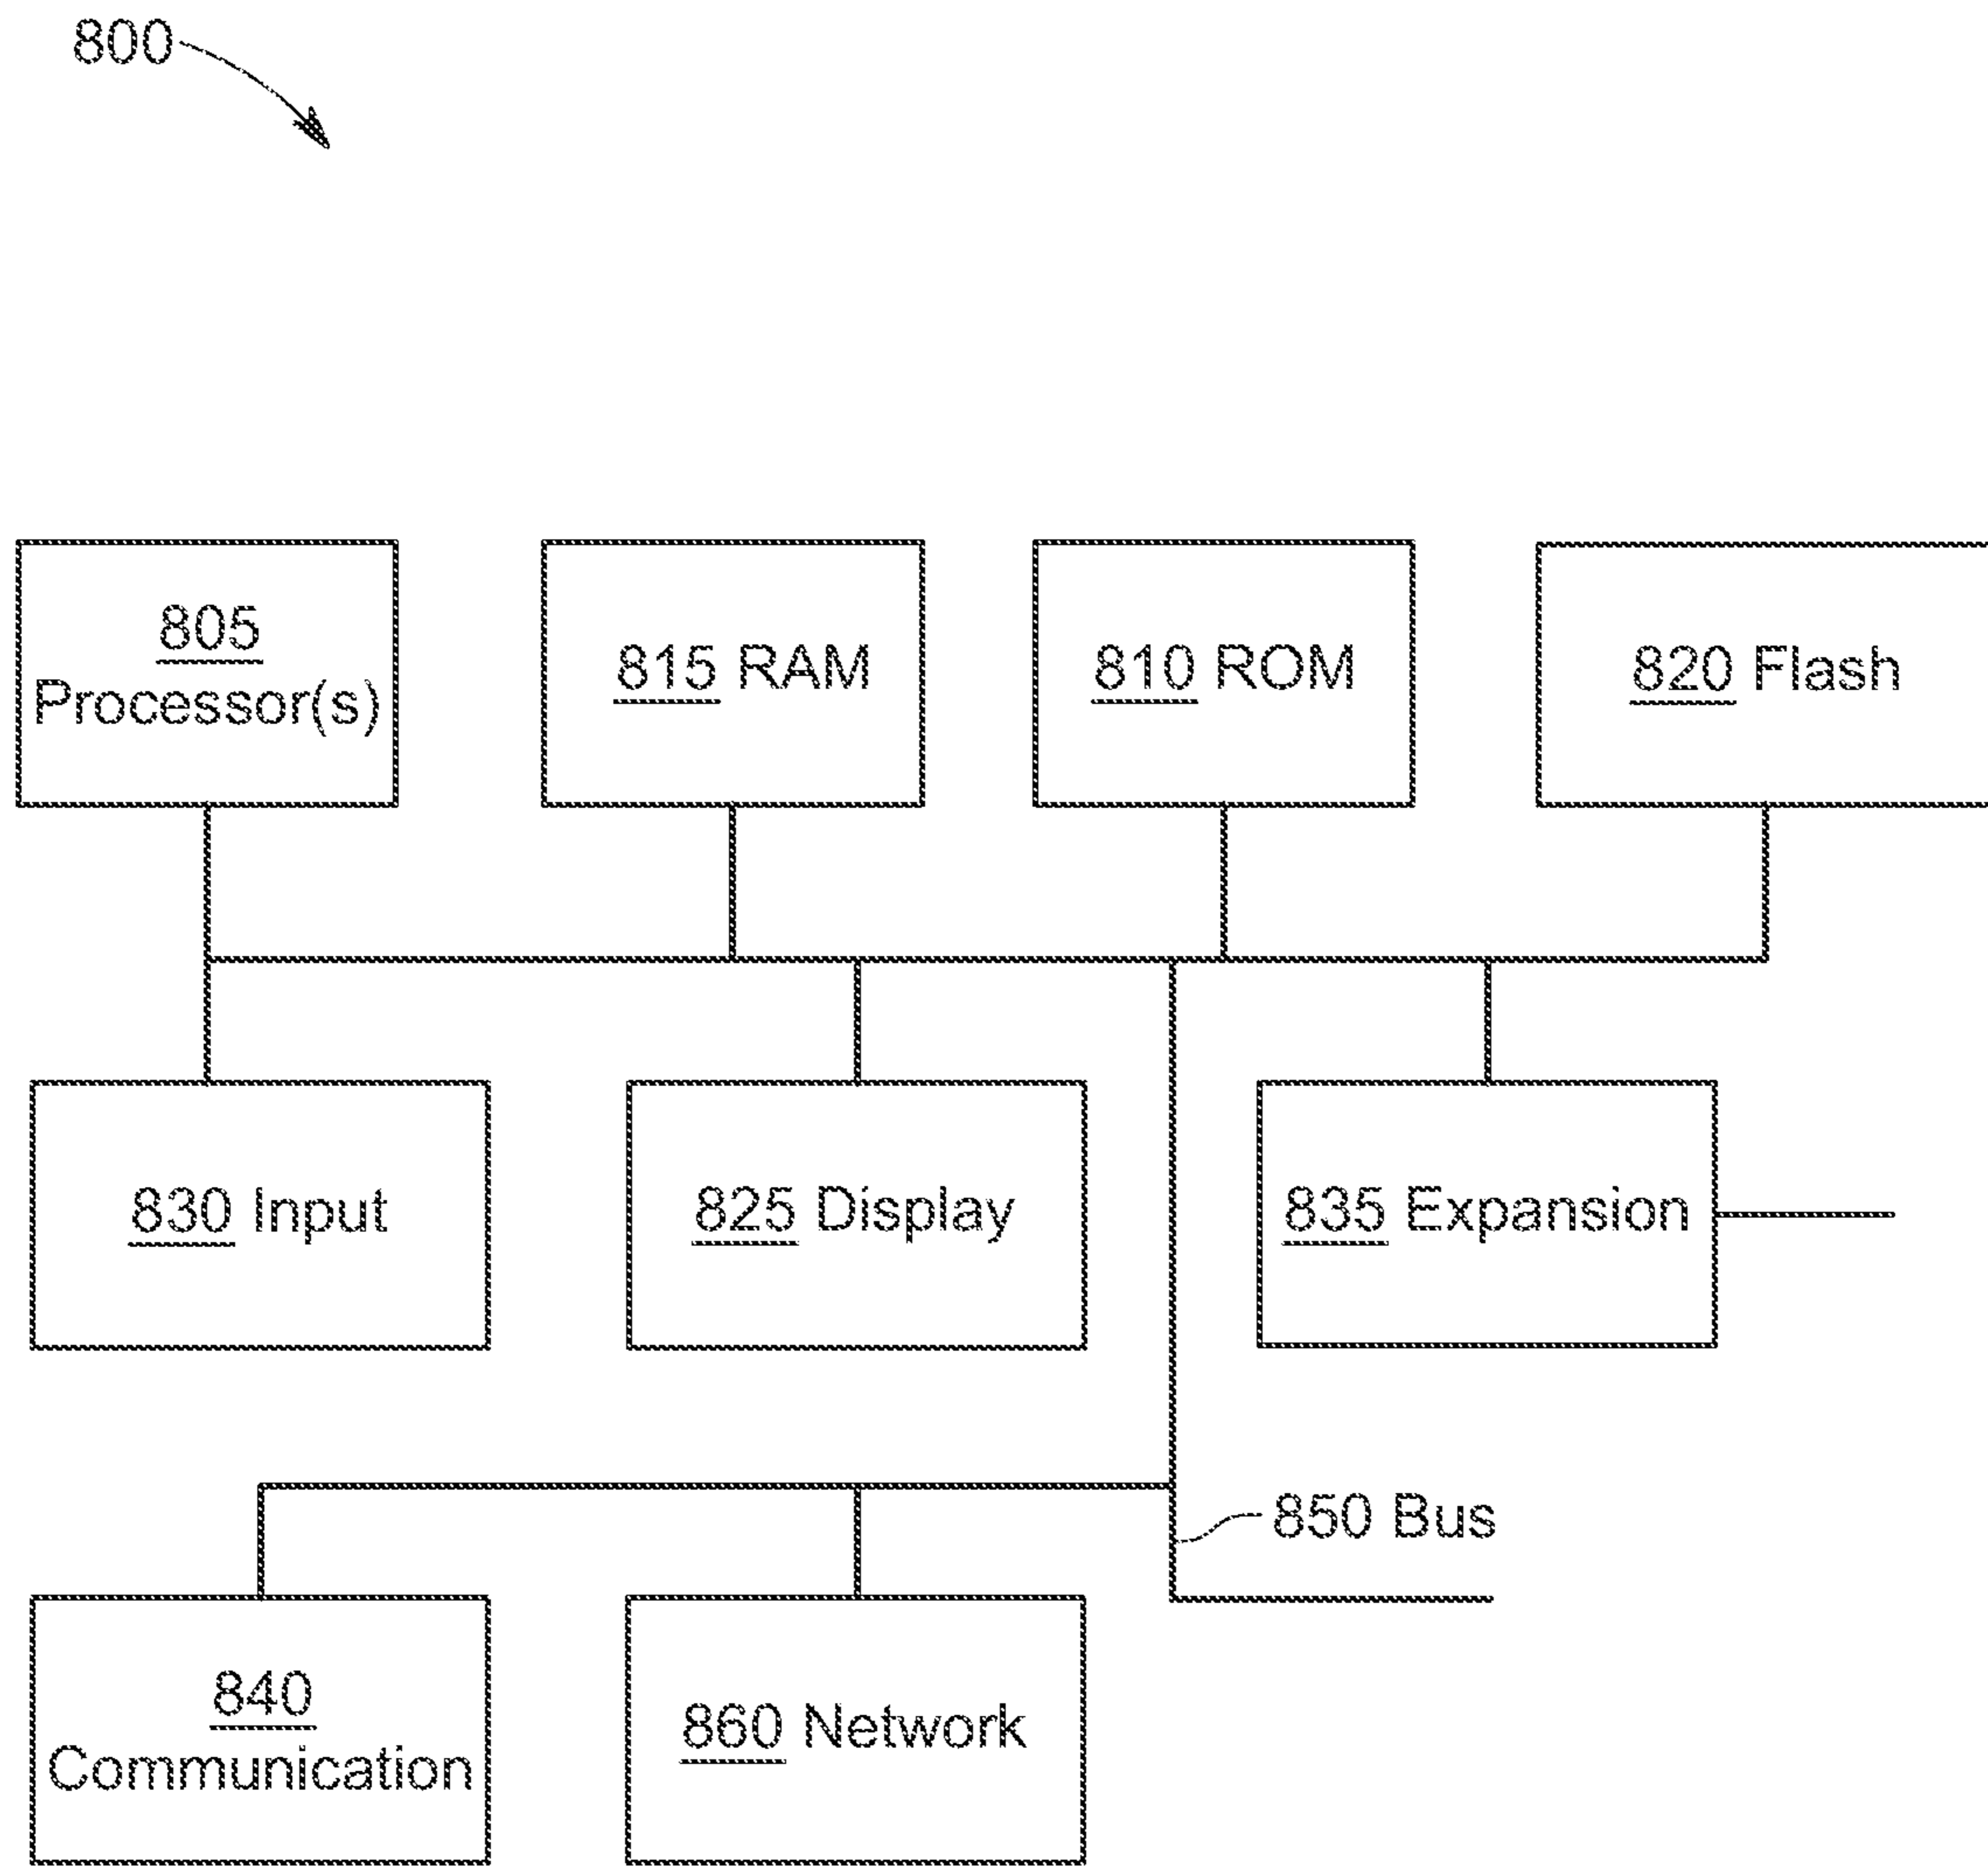 800
805
Processor(s)
815 RAM
810 ROM
820 Flash
830 Input
825 Display
835 Expansion
850 Bus
840
Communication
860 Network